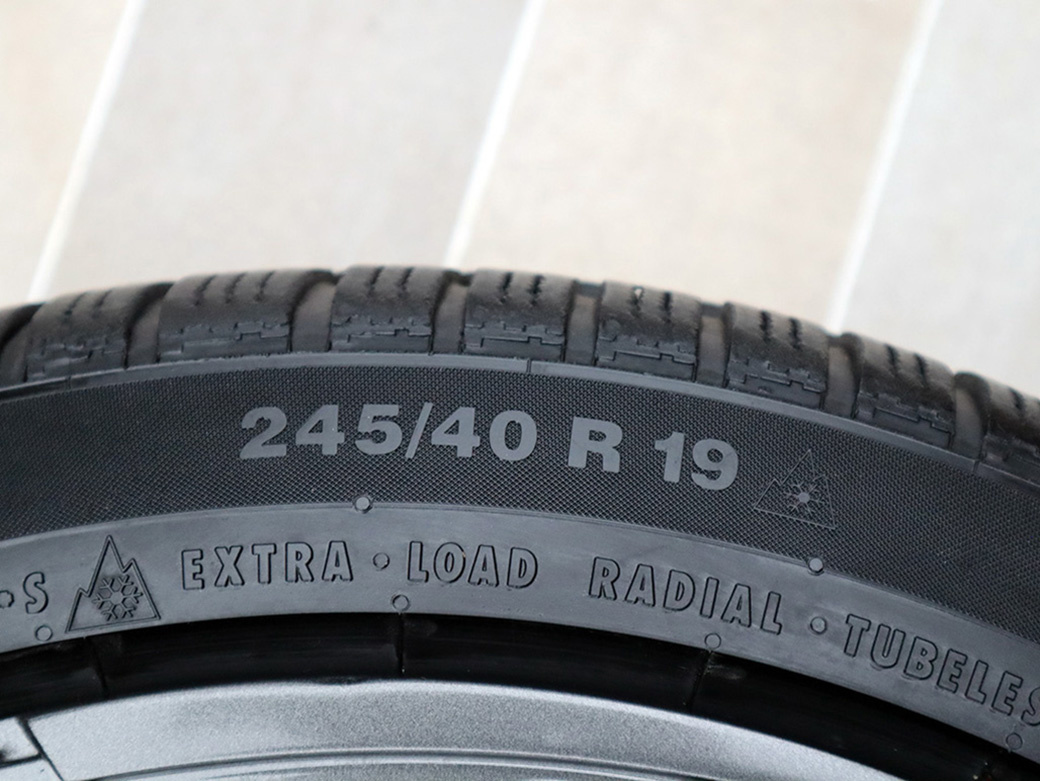 245/40 R 19
S EXTRA LOAD RADIAL TUBELES